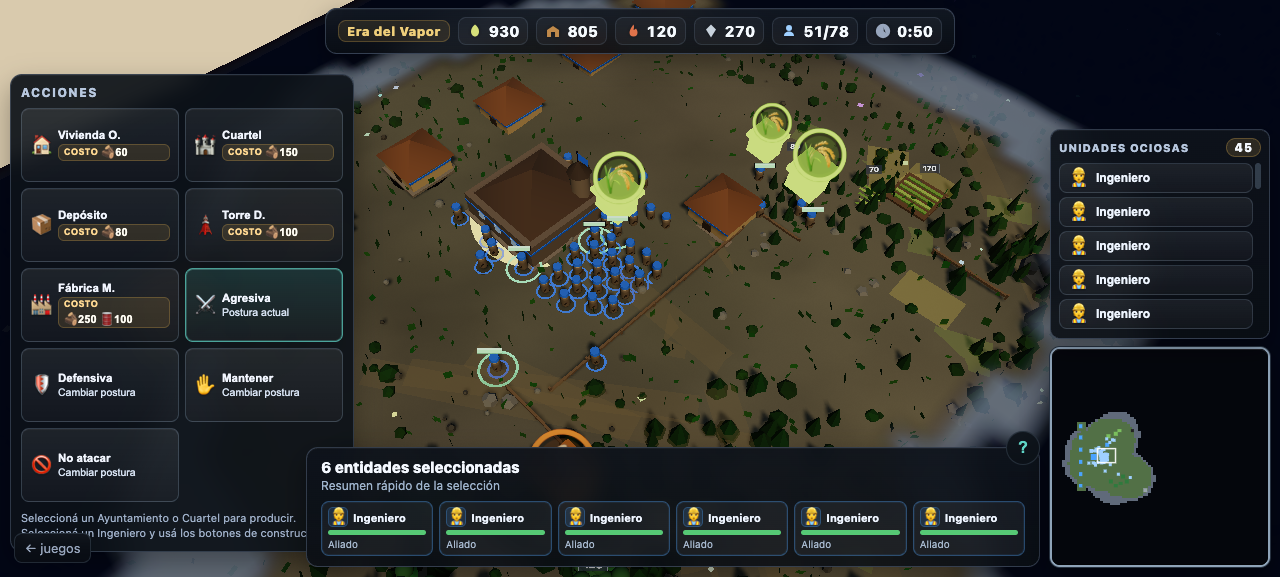 Era del Vapor
930
805
120
270
51/78
0:50
ACCIONES
Vivienda O.
COSTO 60
Cuartel
COSTO 150
Depósito
COSTO 80
Torre D.
COSTO 100
Fábrica M.
COSTO
250 100
Agresiva
Postura actual
Defensiva
Cambiar postura
Mantener
Cambiar postura
No atacar
Cambiar postura
Seleccioná un Ayuntamiento o Cuartel para producir.
Seleccioná un Ingeniero y usá los botones de construc
← juegos
70
170
UNIDADES OCIOSAS
45
Ingeniero
Ingeniero
Ingeniero
Ingeniero
Ingeniero
?
6 entidades seleccionadas
Resumen rápido de la selección
Ingeniero
Aliado
Ingeniero
Aliado
Ingeniero
Aliado
Ingeniero
Aliado
Ingeniero
Aliado
Ingeniero
Aliado